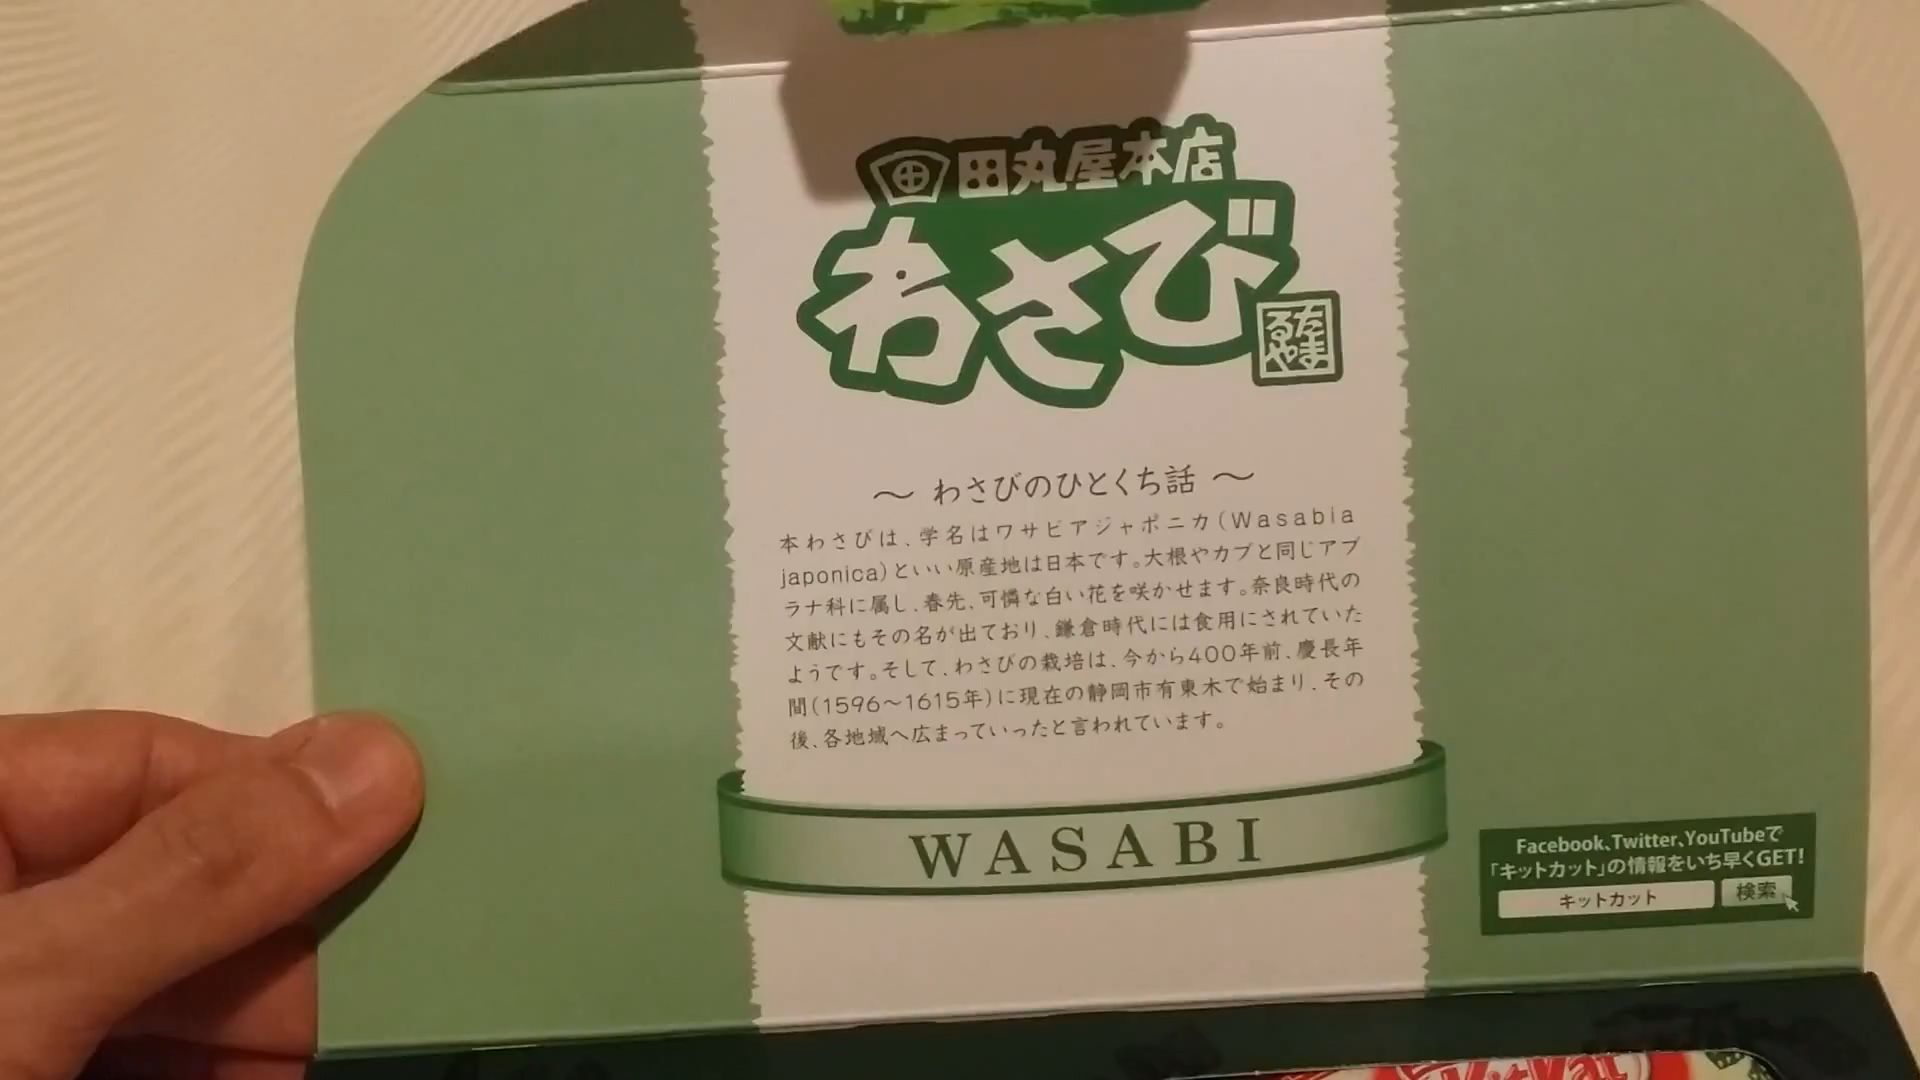 田丸屋本店
わさび
たま
るや
～ わさびのひとくち話 ～
本わさびは、学名はワサビアジャポニカ(Wasabia
japonica)といい原産地は日本です。大根やカブと同じアブ
ラナ科に属し、春先、可憐な白い花を咲かせます。奈良時代の
文献にもその名が出ており、鎌倉時代には食用にされていた
ようです。そして、わさびの栽培は、今から400年前、慶長年
間(1596～1615年)に現在の静岡市有東木で始まり、その
後、各地域へ広まっていったと言われています。
WASABI
Facebook、Twitter、YouTubeで
「キットカット」の情報をいち早くGET!
キットカット 検索
KitKat